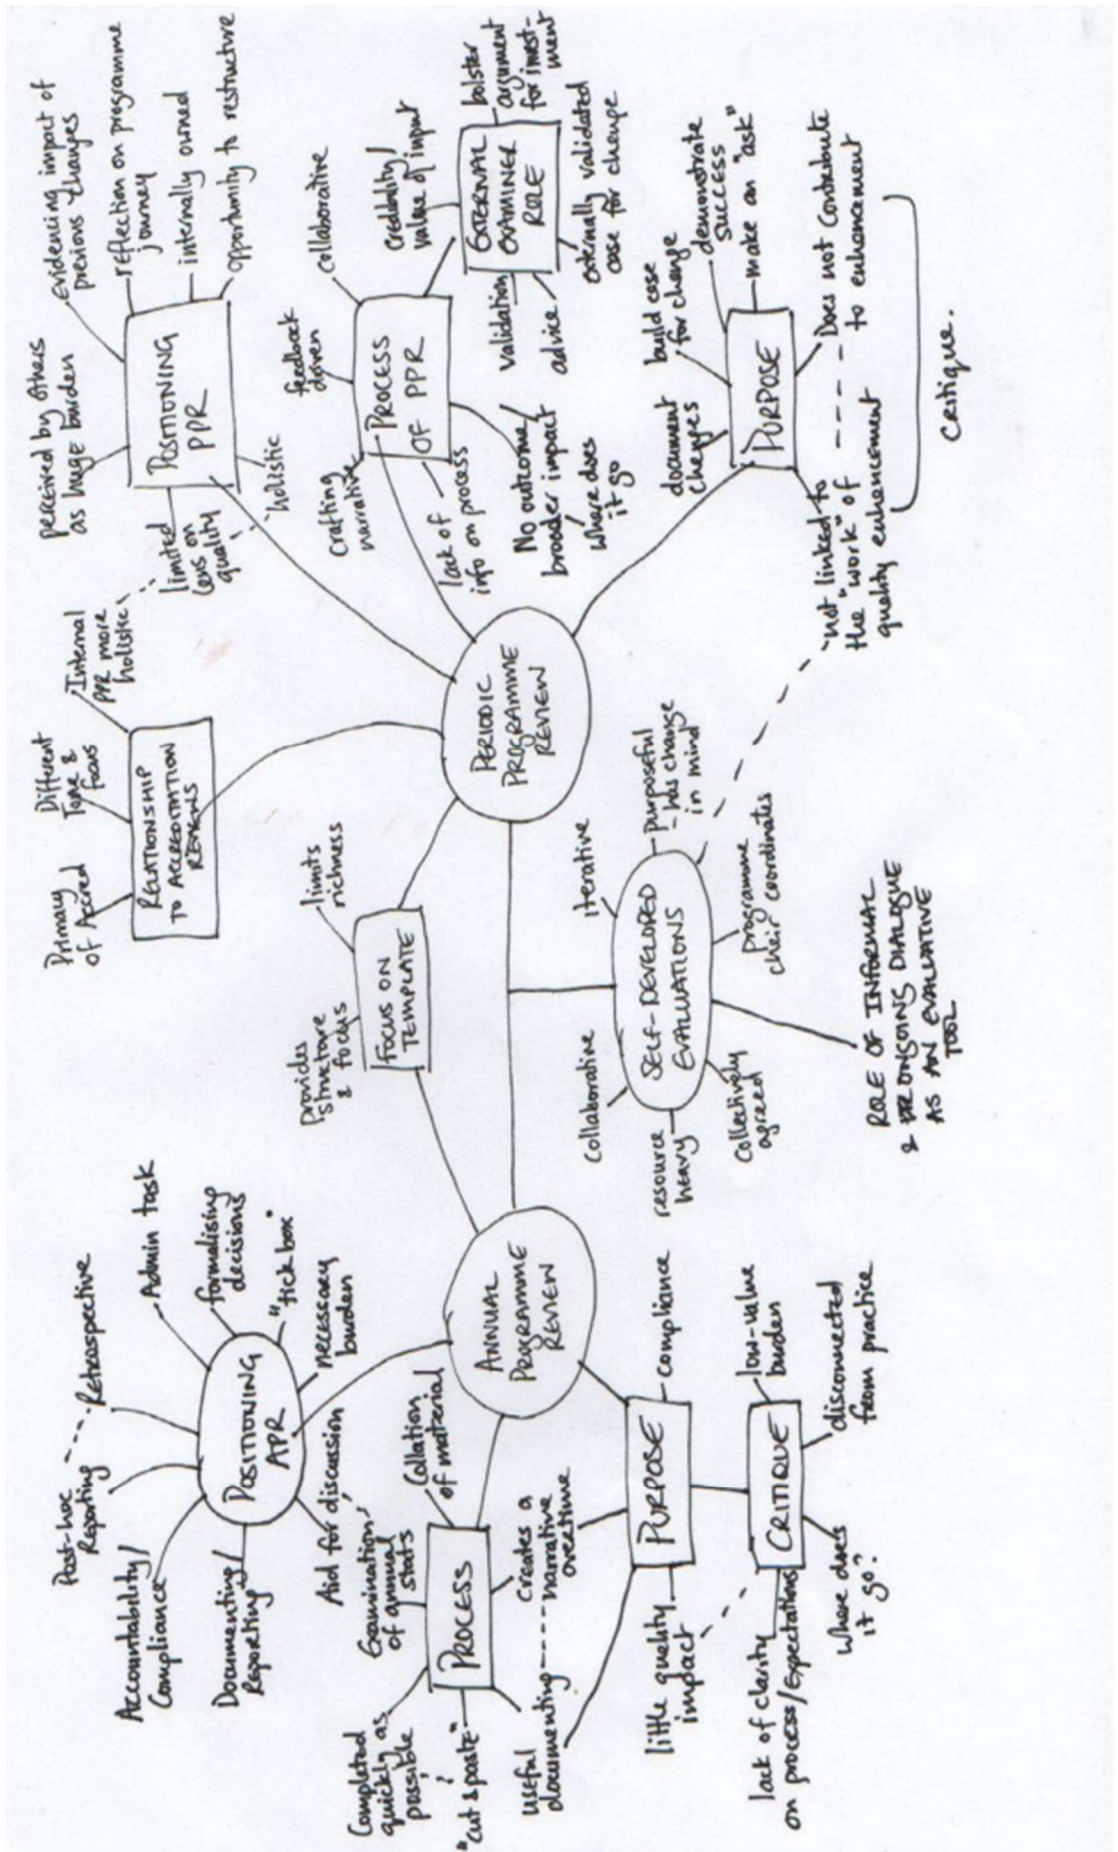 Post-hoc
Reporting
Retrospective
Admin task
formalising
decisions
"tick box"
necessary
burden
Accountability/
Compliance
Documenting/
Reporting
POSITIONING
APR
Aid for discussion
Examination
of annual
stats
Collation
of material
Completed
quickly as
possible
"cut & paste"
PROCESS
Useful
documenting
Creates a
narrative
overtime
ANNUAL
PROGRAMME
REVIEW
PURPOSE
compliance
little quality
impact
CRITIQUE
low-value
burden
disconnected
from practice
lack of clarity
on process/expectations
Where does
it go?
Provides
structure
& focus
limits
richness
FOCUS ON
TEMPLATE
Collaborative
iterative
SELF-DEVELOPED
EVALUATIONS
Purposeful
- has change
in mind
programme
chair coordinates
resource
heavy
Collectively
agreed
ROLE OF INFORMAL
& ONGOING DIALOGUE
AS AN EVALUATIVE
TOOL
Primary
of Accred
Different
Tone &
focus
Internal
PPR more
holistic
RELATIONSHIP
TO ACCREDITATION
REVIEWS
PERIODIC
PROGRAMME
REVIEW
perceived by others
as huge burden
evidencing impact of
previous changes
reflection on programme
journey
internally owned
opportunity to restructure
POSITIONING
PPR
limited
lens on
quality
holistic
Crafting
narrative
feedback
driven
collaborative
PROCESS
OF PPR
lack of
info on process
No outcome/
broader impact
Where does
it go
Credibility/
value of input
EXTERNAL
EXAMINER
ROLE
bolster
argument
for invest-
ment
validation
advice
externally validated
case for change
document
changes
build case
for change
demonstrate
success
make an "ask"
PURPOSE
not linked to
the "work" of
quality enhancement
Does not contribute
to enhancement
Critique.